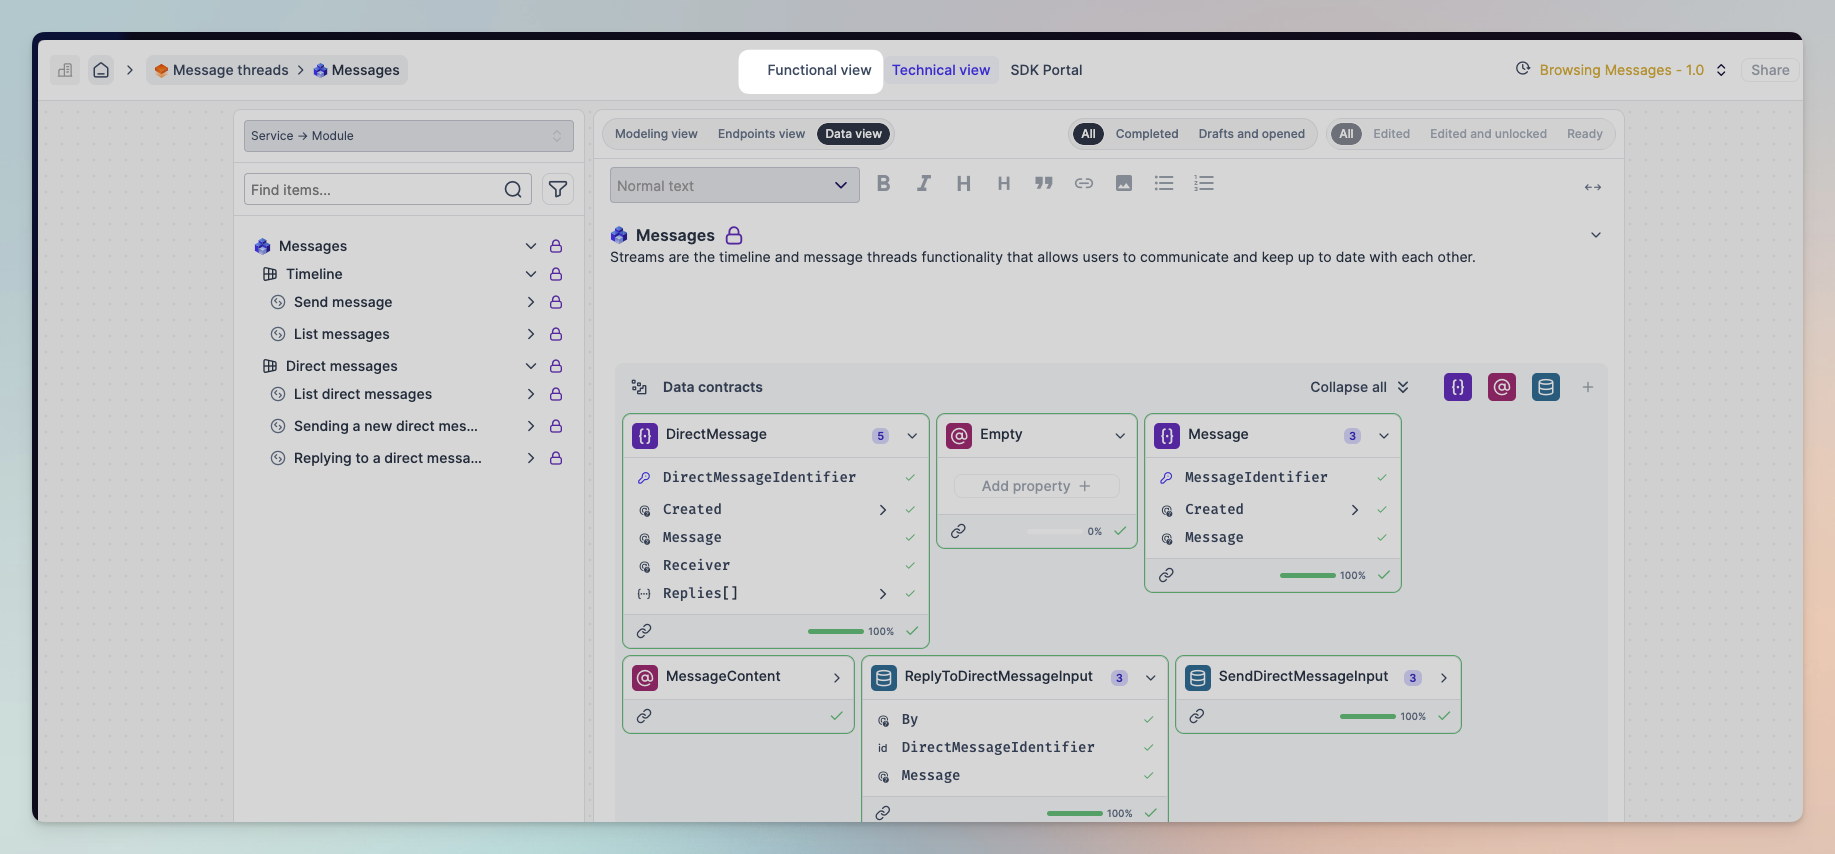 Message threads > Messages
Functional view
Technical view
SDK Portal
Browsing Messages - 1.0
Share
Service → Module
Find items...
Messages
Timeline
Send message
List messages
Direct messages
List direct messages
Sending a new direct mes...
Replying to a direct messa...
Modeling view Endpoints view Data view
All Completed Drafts and opened
All Edited Edited and unlocked Ready
Normal text
Messages
Streams are the timeline and message threads functionality that allows users to communicate and keep up to date with each other.
Data contracts
Collapse all
DirectMessage 5
DirectMessageIdentifier
Created
Message
Receiver
Replies[]
100%
Empty
Add property +
0%
Message 3
MessageIdentifier
Created
Message
100%
MessageContent
ReplyToDirectMessageInput 3
By
id DirectMessageIdentifier
Message
100%
SendDirectMessageInput 3
100%